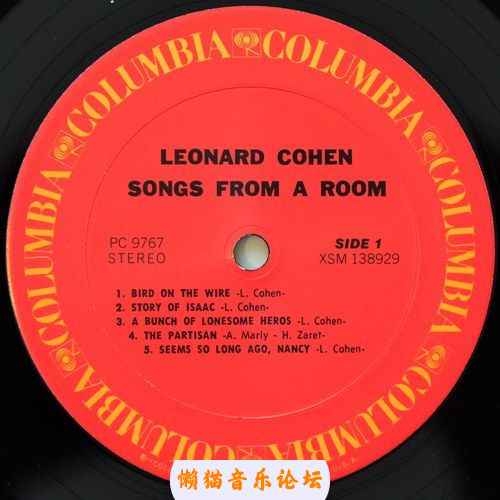 COLUMBIA COLUMBIA COLUMBIA COLUMBIA COLUMBIA COLUMBIA
LEONARD COHEN
SONGS FROM A ROOM
PC 9767
STEREO
SIDE 1
XSM 138929
1. BIRD ON THE WIRE -L. Cohen-
2. STORY OF ISAAC -L. Cohen-
3. A BUNCH OF LONESOME HEROS -L. Cohen-
4. THE PARTISAN -A. Marly - H. Zaret-
5. SEEMS SO LONG AGO, NANCY -L. Cohen-
懒猫音乐论坛